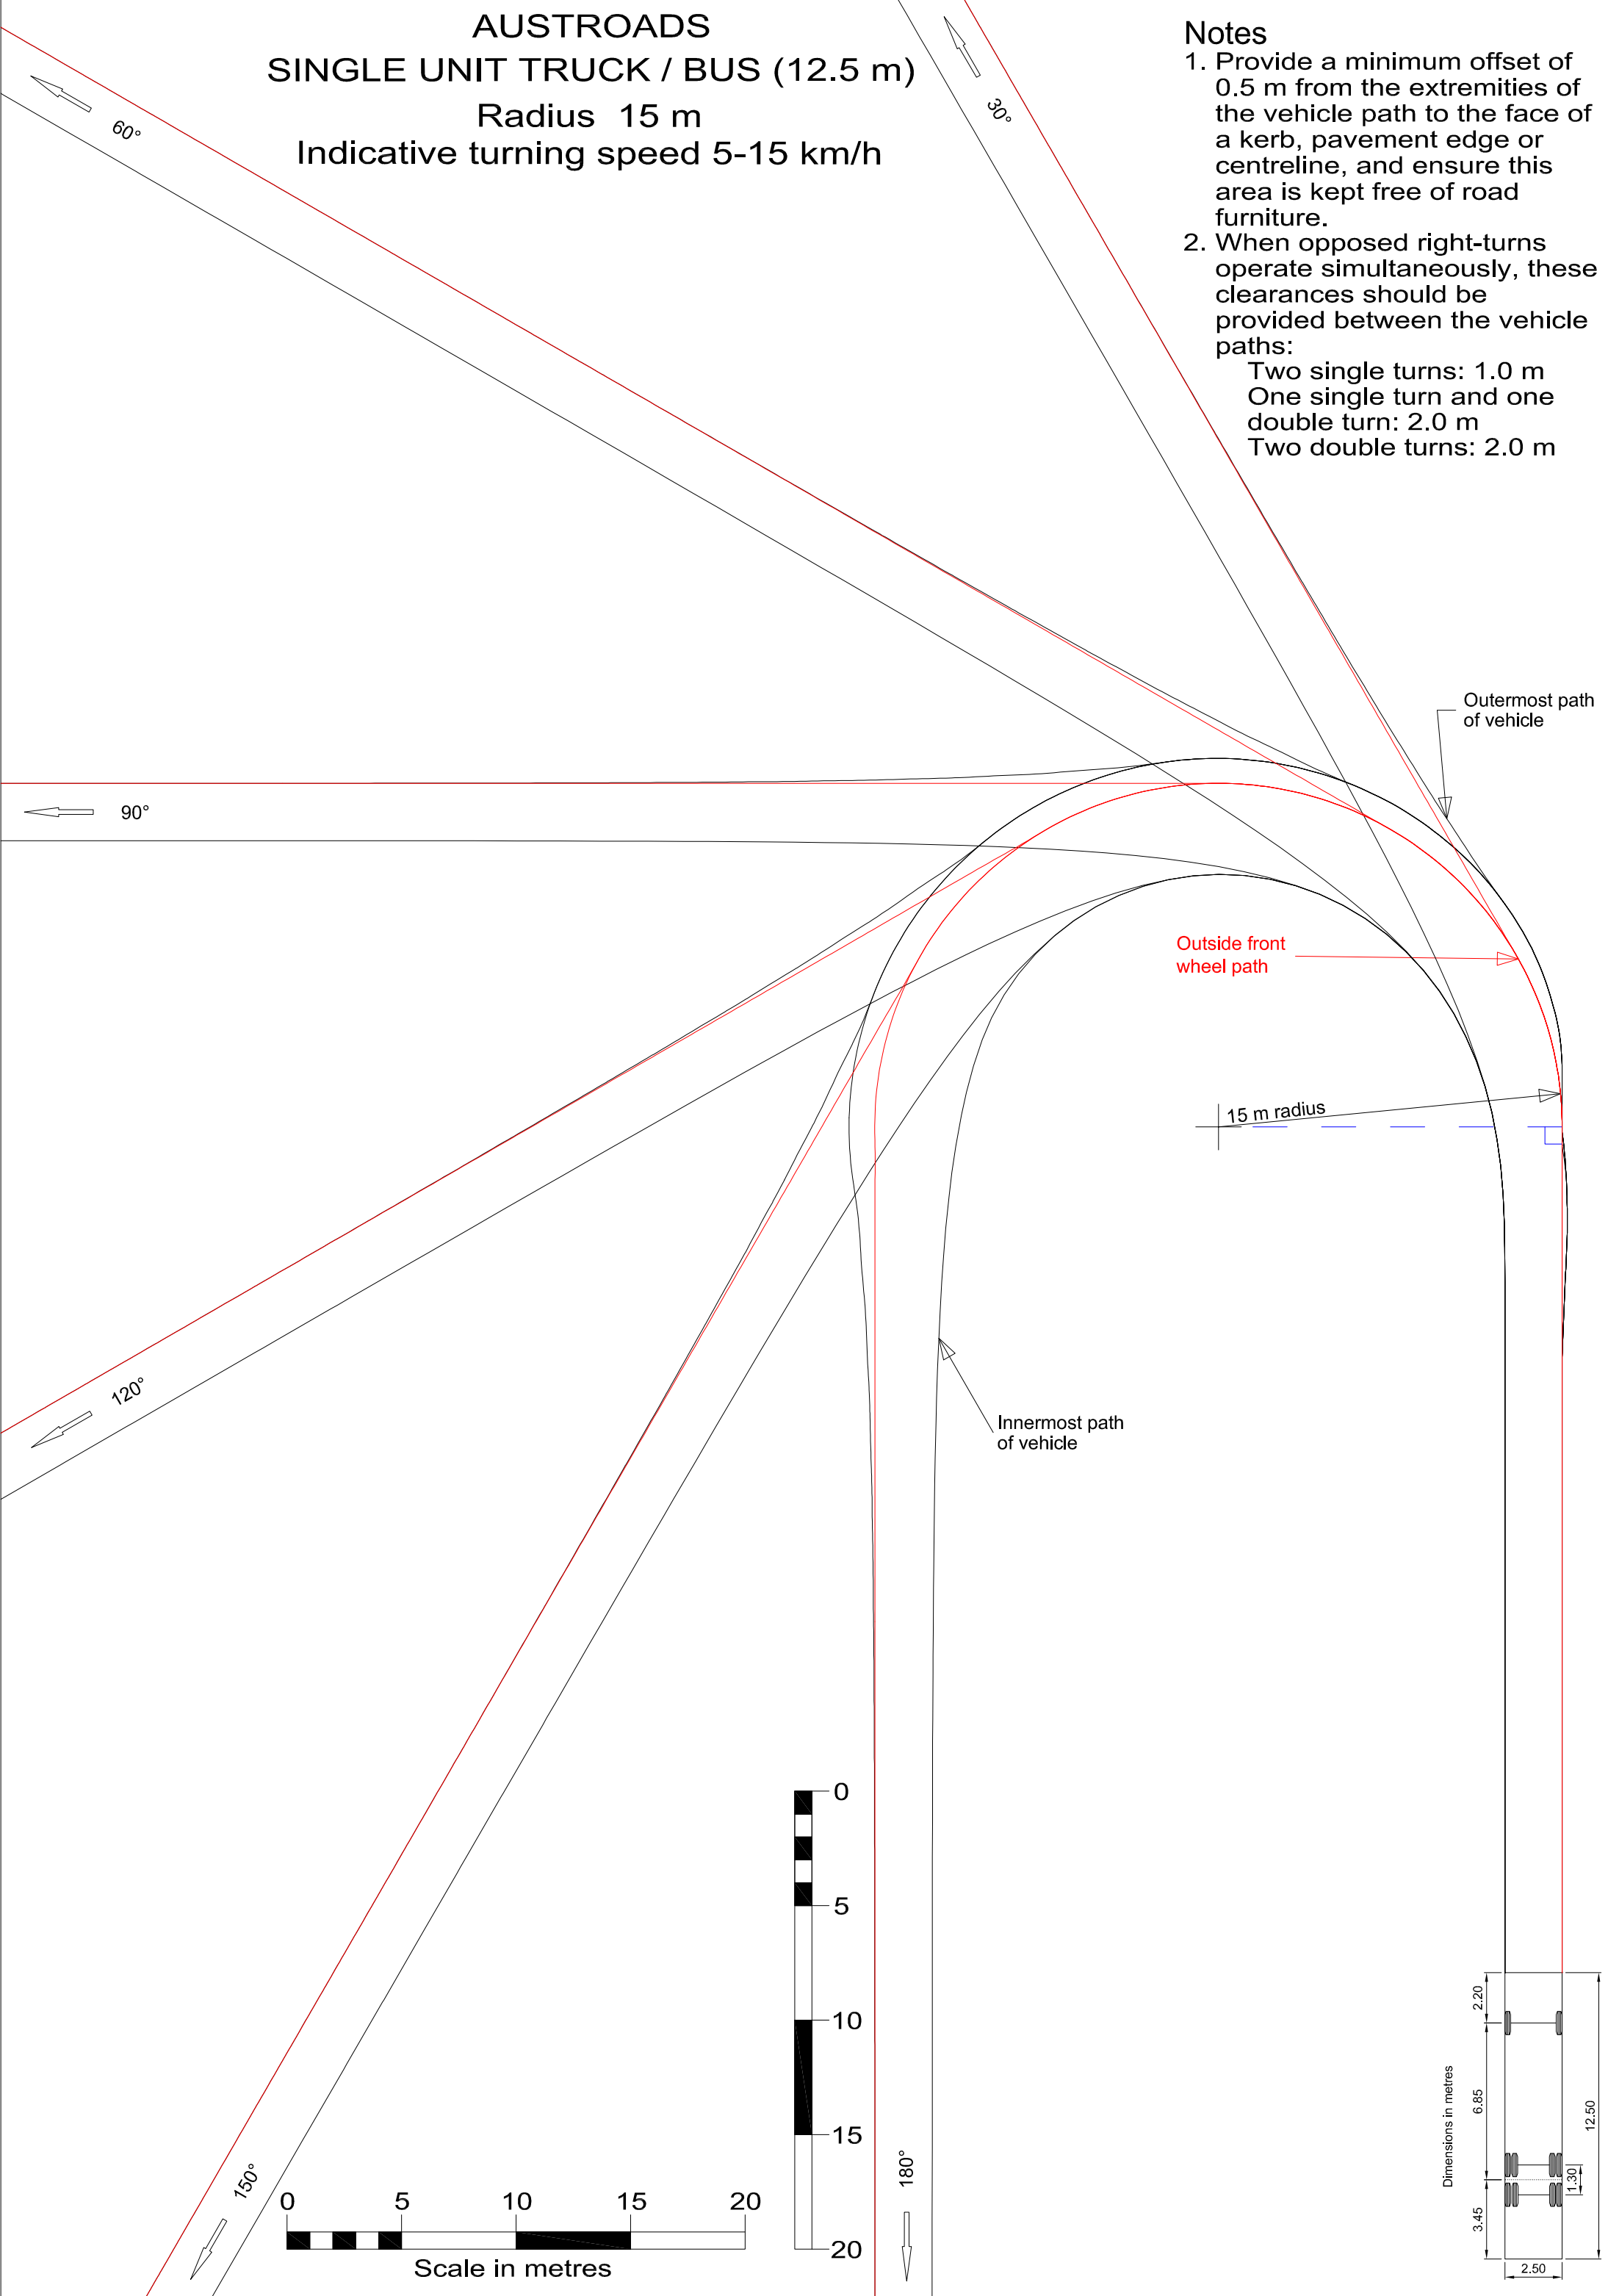 AUSTROADS
SINGLE UNIT TRUCK / BUS (12.5 m)
Radius 15 m
Indicative turning speed 5-15 km/h
Notes
1. Provide a minimum offset of
0.5 m from the extremities of
the vehicle path to the face of
a kerb, pavement edge or
centreline, and ensure this
area is kept free of road
furniture.
2. When opposed right-turns
operate simultaneously, these
clearances should be
provided between the vehicle
paths:
Two single turns: 1.0 m
One single turn and one
double turn: 2.0 m
Two double turns: 2.0 m
30°
60°
Outermost path
of vehicle
90°
Outside front
wheel path
15 m radius
120°
Innermost path
of vehicle
150°
180°
0
5
10
15
20
0
5
10
15
20
Scale in metres
Dimensions in metres
2.20
6.85
3.45
1.30
12.50
2.50